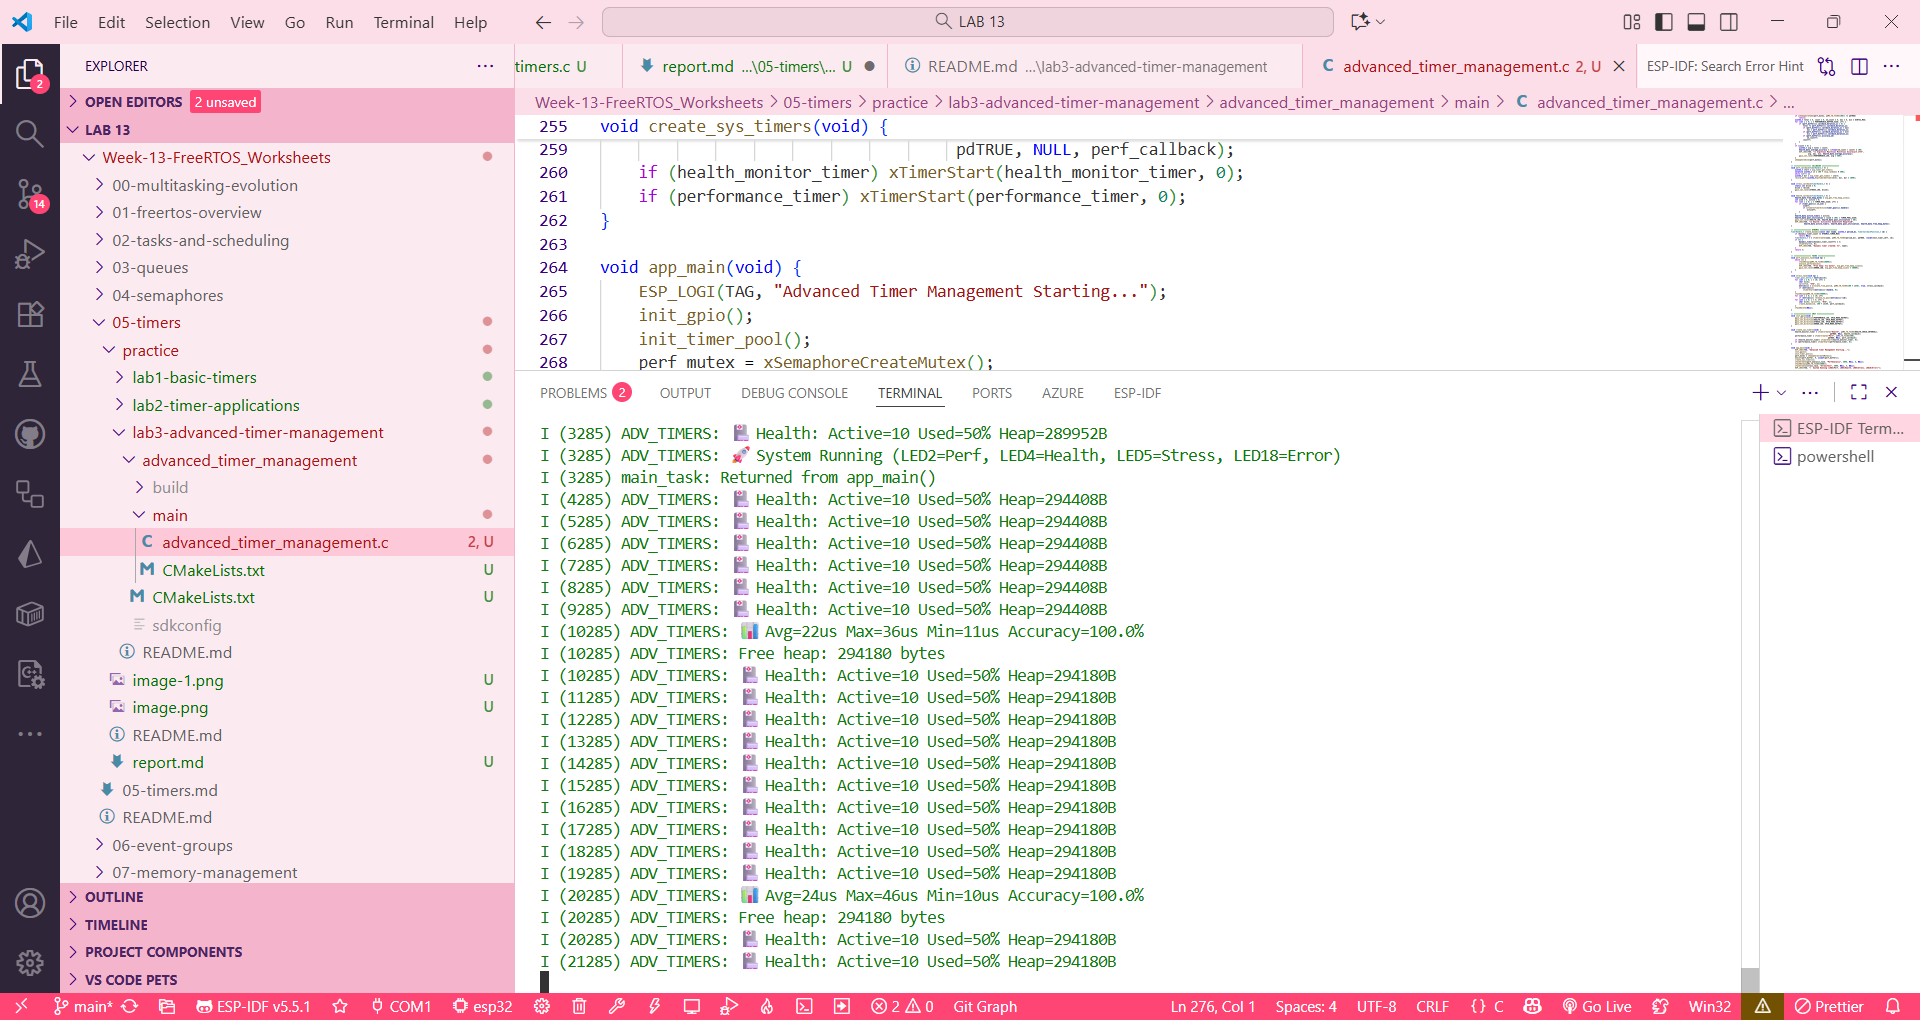 File Edit Selection View Go Run Terminal Help
LAB 13
EXPLORER
timers.c U
report.md ...\05-timers\... U
README.md ...\lab3-advanced-timer-management
advanced_timer_management.c 2, U
ESP-IDF: Search Error Hint
OPEN EDITORS 2 unsaved
LAB 13
Week-13-FreeRTOS_Worksheets
00-multitasking-evolution
01-freertos-overview
02-tasks-and-scheduling
03-queues
04-semaphores
05-timers
practice
lab1-basic-timers
lab2-timer-applications
lab3-advanced-timer-management
advanced_timer_management
build
main
advanced_timer_management.c 2, U
CMakeLists.txt U
CMakeLists.txt U
sdkconfig
README.md
image-1.png U
image.png U
README.md
report.md U
05-timers.md
README.md
06-event-groups
07-memory-management
OUTLINE
TIMELINE
PROJECT COMPONENTS
VS CODE PETS
2
14
Week-13-FreeRTOS_Worksheets > 05-timers > practice > lab3-advanced-timer-management > advanced_timer_management > main > C advanced_timer_management.c > ...
255 void create_sys_timers(void) {
259 pdTRUE, NULL, perf_callback);
260 if (health_monitor_timer) xTimerStart(health_monitor_timer, 0);
261 if (performance_timer) xTimerStart(performance_timer, 0);
262 }
263
264 void app_main(void) {
265 ESP_LOGI(TAG, "Advanced Timer Management Starting...");
266 init_gpio();
267 init_timer_pool();
268 perf_mutex = xSemaphoreCreateMutex();
PROBLEMS 2 OUTPUT DEBUG CONSOLE TERMINAL PORTS AZURE ESP-IDF
I (3285) ADV_TIMERS: Health: Active=10 Used=50% Heap=289952B
I (3285) ADV_TIMERS: 🚀 System Running (LED2=Perf, LED4=Health, LED5=Stress, LED18=Error)
I (3285) main_task: Returned from app_main()
I (4285) ADV_TIMERS: Health: Active=10 Used=50% Heap=294408B
I (5285) ADV_TIMERS: Health: Active=10 Used=50% Heap=294408B
I (6285) ADV_TIMERS: Health: Active=10 Used=50% Heap=294408B
I (7285) ADV_TIMERS: Health: Active=10 Used=50% Heap=294408B
I (8285) ADV_TIMERS: Health: Active=10 Used=50% Heap=294408B
I (9285) ADV_TIMERS: Health: Active=10 Used=50% Heap=294408B
I (10285) ADV_TIMERS: 📊 Avg=22us Max=36us Min=11us Accuracy=100.0%
I (10285) ADV_TIMERS: Free heap: 294180 bytes
I (10285) ADV_TIMERS: Health: Active=10 Used=50% Heap=294180B
I (11285) ADV_TIMERS: Health: Active=10 Used=50% Heap=294180B
I (12285) ADV_TIMERS: Health: Active=10 Used=50% Heap=294180B
I (13285) ADV_TIMERS: Health: Active=10 Used=50% Heap=294180B
I (14285) ADV_TIMERS: Health: Active=10 Used=50% Heap=294180B
I (15285) ADV_TIMERS: Health: Active=10 Used=50% Heap=294180B
I (16285) ADV_TIMERS: Health: Active=10 Used=50% Heap=294180B
I (17285) ADV_TIMERS: Health: Active=10 Used=50% Heap=294180B
I (18285) ADV_TIMERS: Health: Active=10 Used=50% Heap=294180B
I (19285) ADV_TIMERS: Health: Active=10 Used=50% Heap=294180B
I (20285) ADV_TIMERS: 📊 Avg=24us Max=46us Min=10us Accuracy=100.0%
I (20285) ADV_TIMERS: Free heap: 294180 bytes
I (20285) ADV_TIMERS: Health: Active=10 Used=50% Heap=294180B
I (21285) ADV_TIMERS: Health: Active=10 Used=50% Heap=294180B
ESP-IDF Term...
powershell
main* ESP-IDF v5.5.1 COM1 esp32 2 0 Git Graph Ln 276, Col 1 Spaces: 4 UTF-8 CRLF {} C Go Live Win32 Prettier